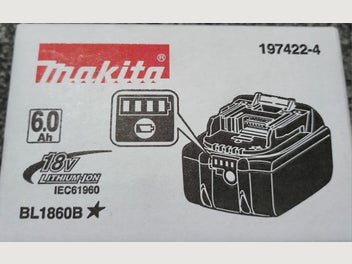 makita®
197422-4
6.0
Ah
18V
LITHIUM-ION
IEC61960
BL1860B ★